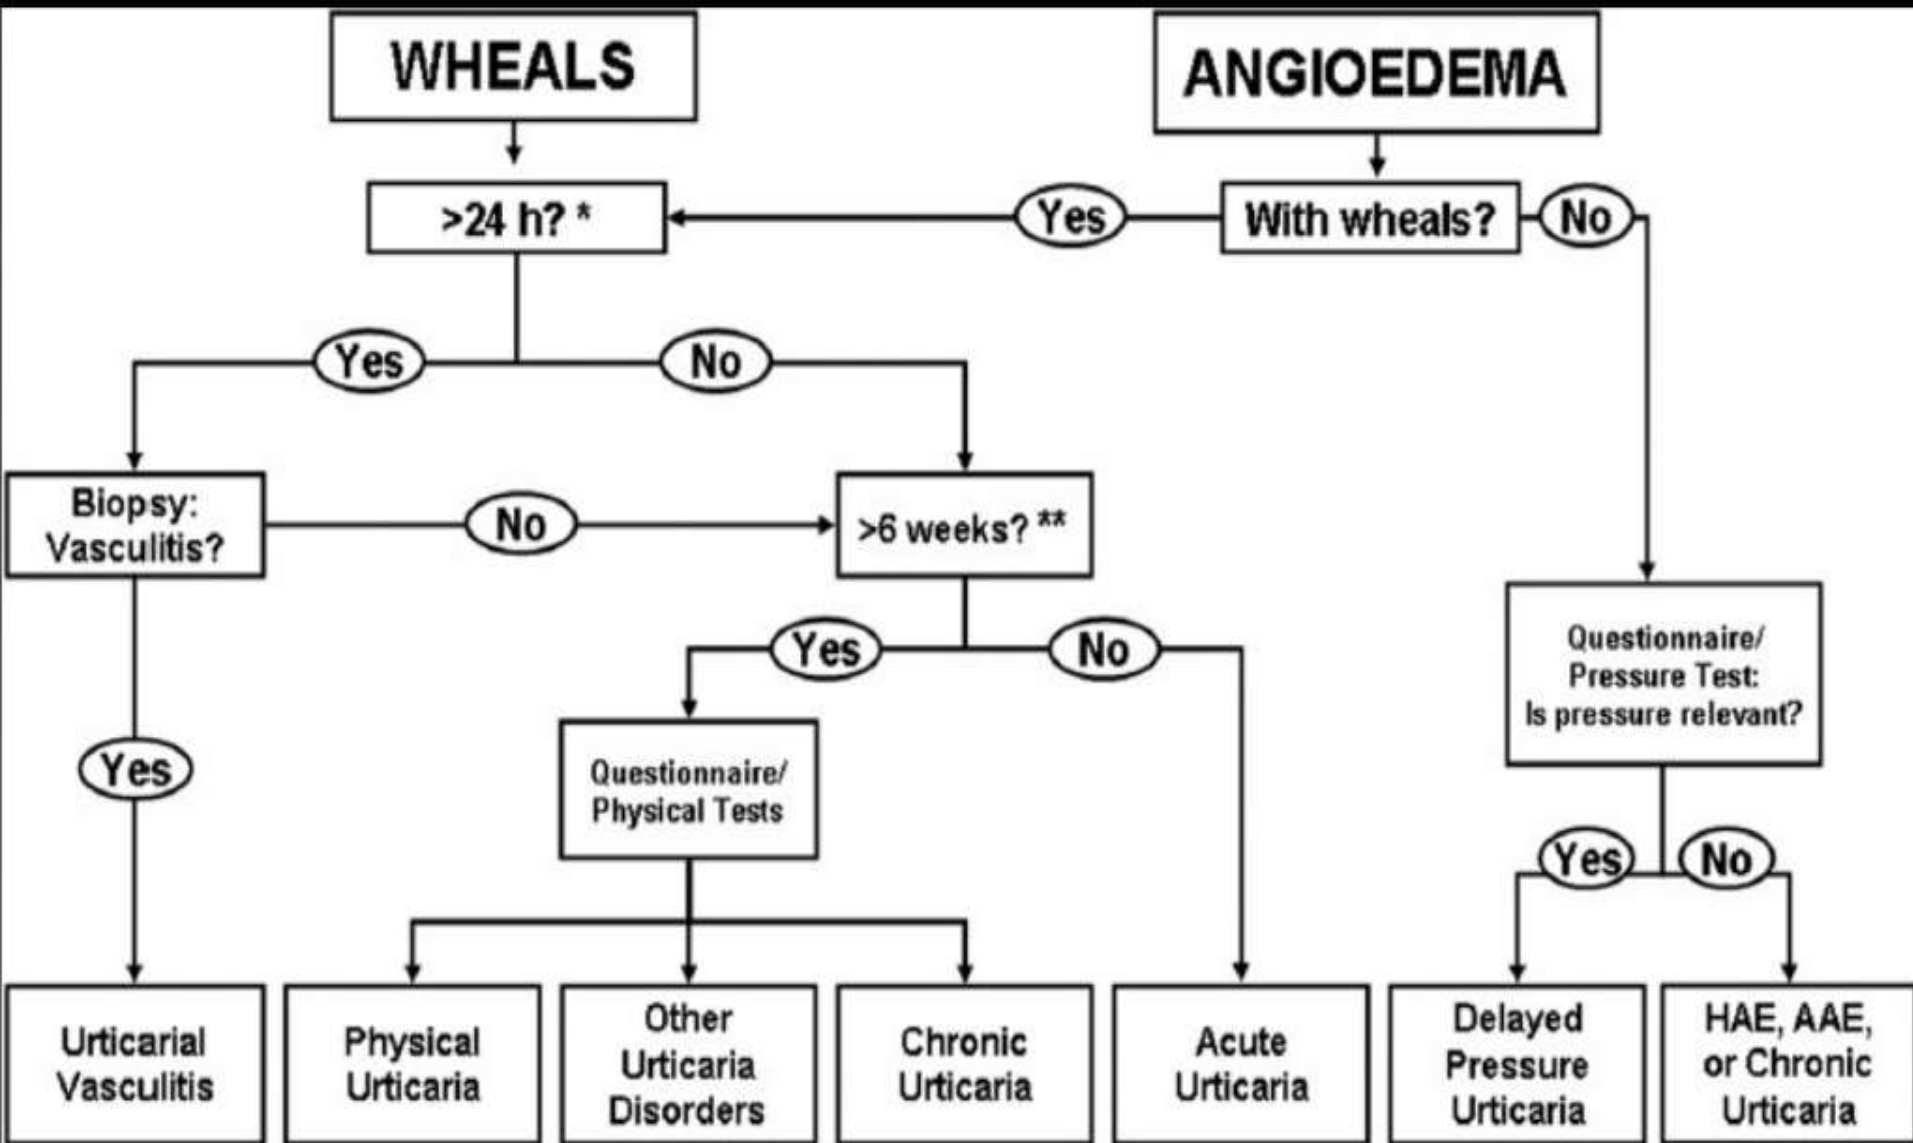 WHEALS
ANGIOEDEMA
>24 h? *
Yes
With wheals?
No
Yes
No
Biopsy:
Vasculitis?
No
>6 weeks? **
Yes
No
Questionnaire/
Pressure Test:
Is pressure relevant?
Yes
Questionnaire/
Physical Tests
Yes
No
Urticarial
Vasculitis
Physical
Urticaria
Other
Urticaria
Disorders
Chronic
Urticaria
Acute
Urticaria
Delayed
Pressure
Urticaria
HAE, AAE,
or Chronic
Urticaria